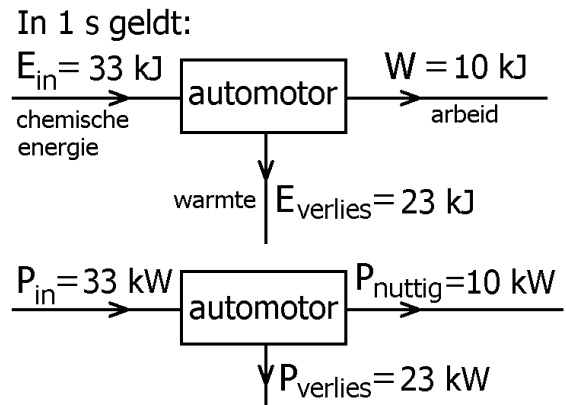 In 1 s geldt:
E_in = 33 kJ
automotor
W = 10 kJ
chemische
energie
arbeid
warmte
E_verlies = 23 kJ
P_in = 33 kW
automotor
P_nuttig = 10 kW
P_verlies = 23 kW